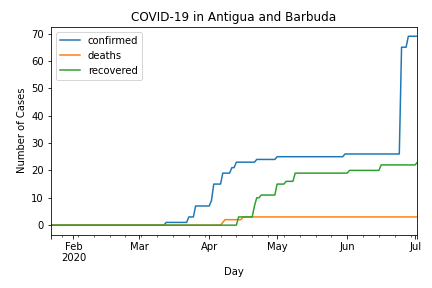 COVID-19 in Antigua and Barbuda
confirmed
deaths
recovered
Number of Cases
70
60
50
40
30
20
10
0
Feb
2020
Mar
Apr
May
Jun
Jul
Day